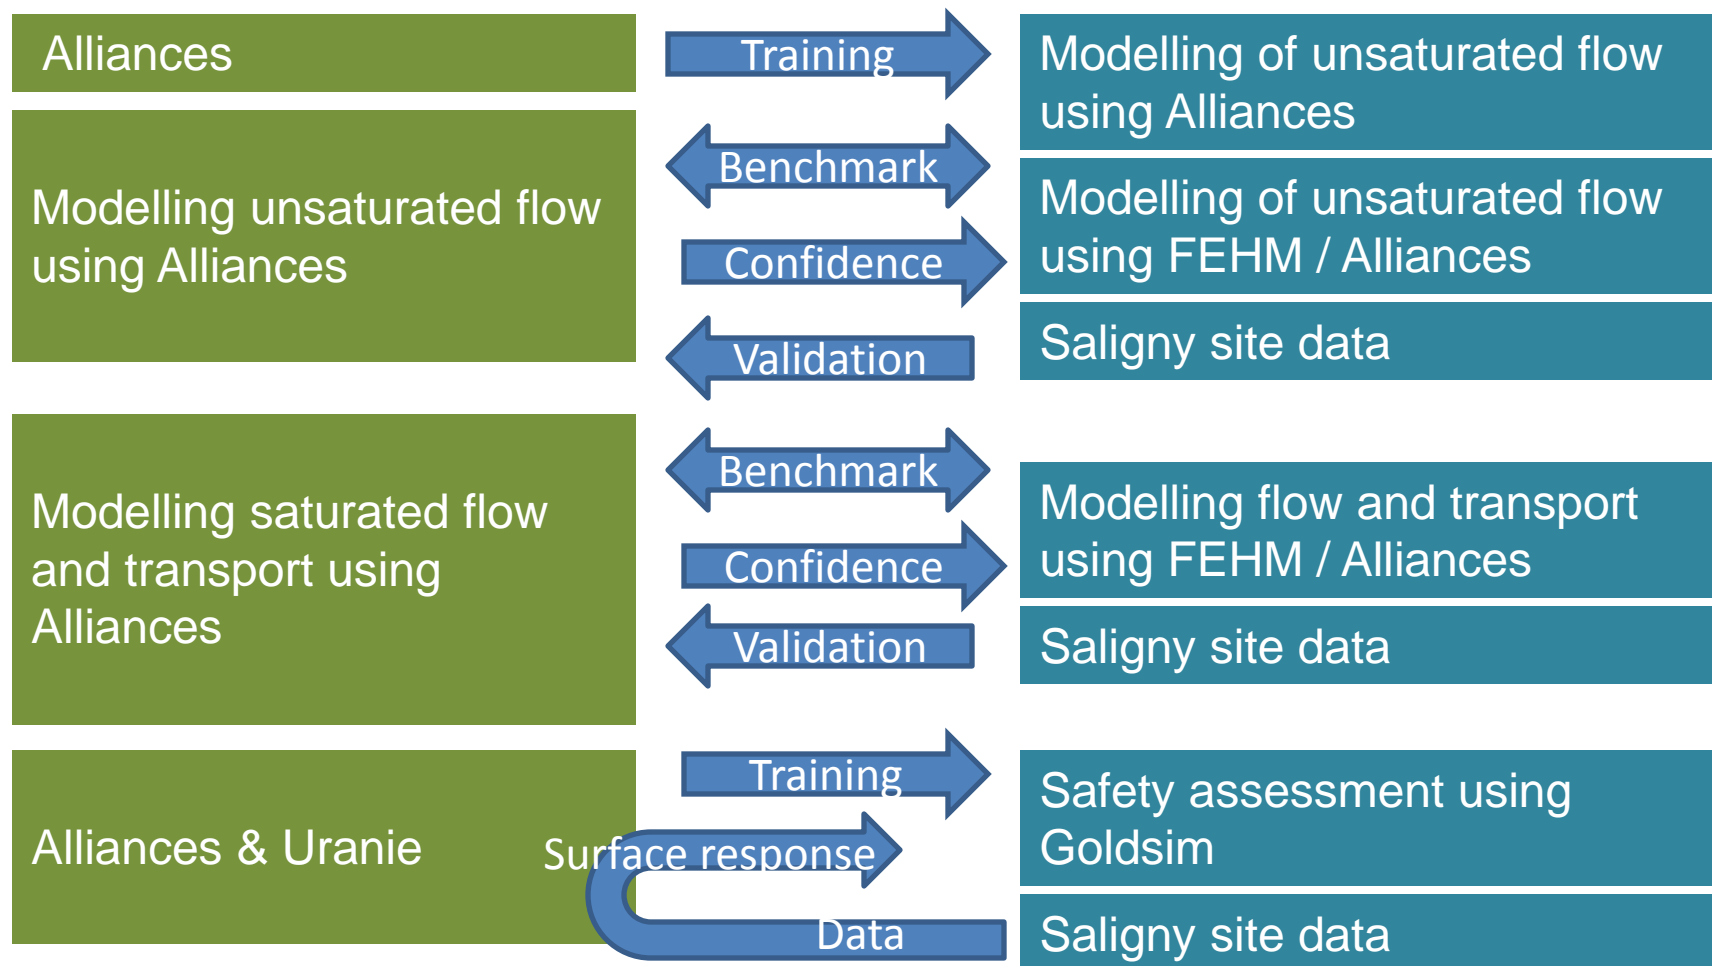 Alliances
Training
Modelling of unsaturated flow
using Alliances
Modelling unsaturated flow
using Alliances
Benchmark
Confidence
Validation
Modelling of unsaturated flow
using FEHM / Alliances
Saligny site data
Modelling saturated flow
and transport using
Alliances
Benchmark
Confidence
Validation
Modelling flow and transport
using FEHM / Alliances
Saligny site data
Alliances & Uranie
Training
Surface response
Data
Safety assessment using
Goldsim
Saligny site data